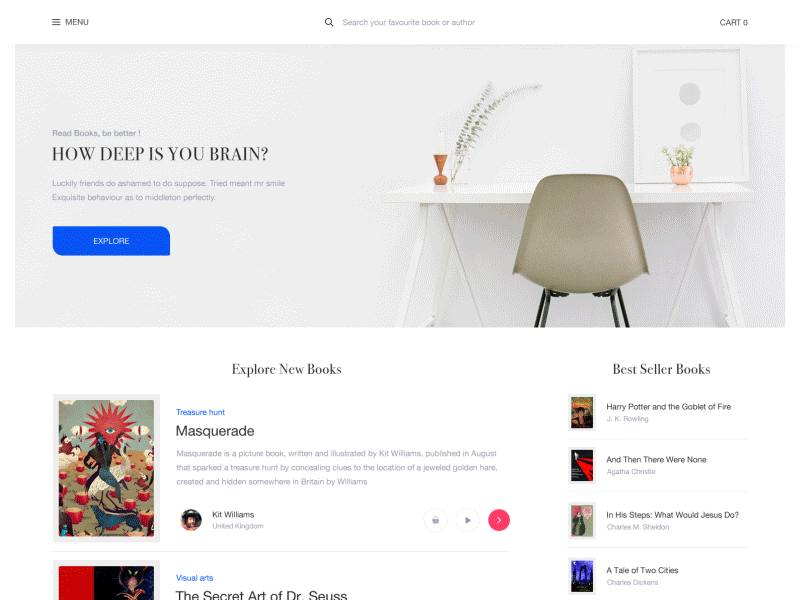 MENU
Search your favourite book or author
CART 0
Read Books, be better !
HOW DEEP IS YOU BRAIN?
Luckily friends do ashamed to do suppose. Tried meant mr smile
Exquisite behaviour as to middleton perfectly.
EXPLORE
Explore New Books
Treasure hunt
Masquerade
Masquerade is a picture book, written and illustrated by Kit Williams, published in August
that sparked a treasure hunt by concealing clues to the location of a jeweled golden hare,
created and hidden somewhere in Britain by Williams
Kit Williams
United Kingdom
Visual arts
The Secret Art of Dr. Seuss
Best Seller Books
Harry Potter and the Goblet of Fire
J. K. Rowling
And Then There Were None
Agatha Christie
In His Steps: What Would Jesus Do?
Charles M. Sheldon
A Tale of Two Cities
Charles Dickens